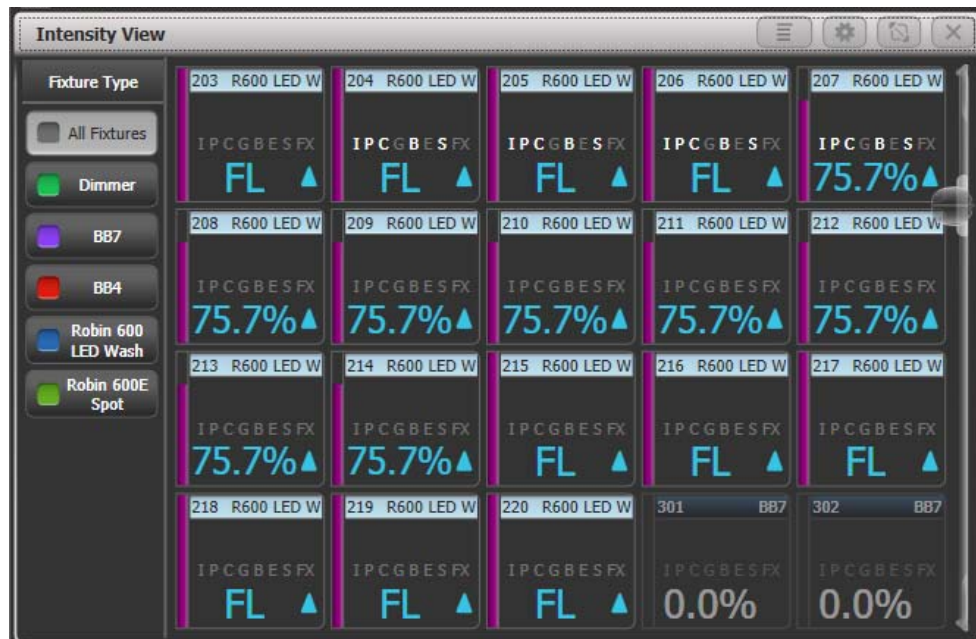 Intensity View
Fixture Type
All Fixtures
Dimmer
BB7
BB4
Robin 600
LED Wash
Robin 600E
Spot
203 R600 LED W
204 R600 LED W
205 R600 LED W
206 R600 LED W
207 R600 LED W
IPCGBESFX
IPCGBESFX
IPCGBESFX
IPCGBESFX
IPCGBESFX
FL
FL
FL
FL
75.7%
208 R600 LED W
209 R600 LED W
210 R600 LED W
211 R600 LED W
212 R600 LED W
IPCGBESFX
IPCGBESFX
IPCGBESFX
IPCGBESFX
IPCGBESFX
75.7%
75.7%
75.7%
75.7%
75.7%
213 R600 LED W
214 R600 LED W
215 R600 LED W
216 R600 LED W
217 R600 LED W
IPCGBESFX
IPCGBESFX
IPCGBESFX
IPCGBESFX
IPCGBESFX
75.7%
75.7%
FL
FL
FL
218 R600 LED W
219 R600 LED W
220 R600 LED W
301 BB7
302 BB7
IPCGBESFX
IPCGBESFX
IPCGBESFX
IPCGBESFX
IPCGBESFX
FL
FL
FL
0.0%
0.0%